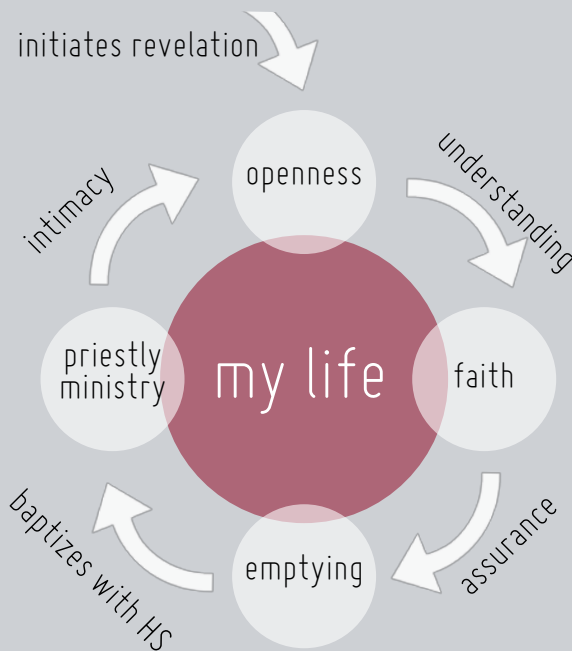 initiates revelation
openness
understanding
faith
assurance
emptying
baptizes with HS
priestly
ministry
intimacy
my life